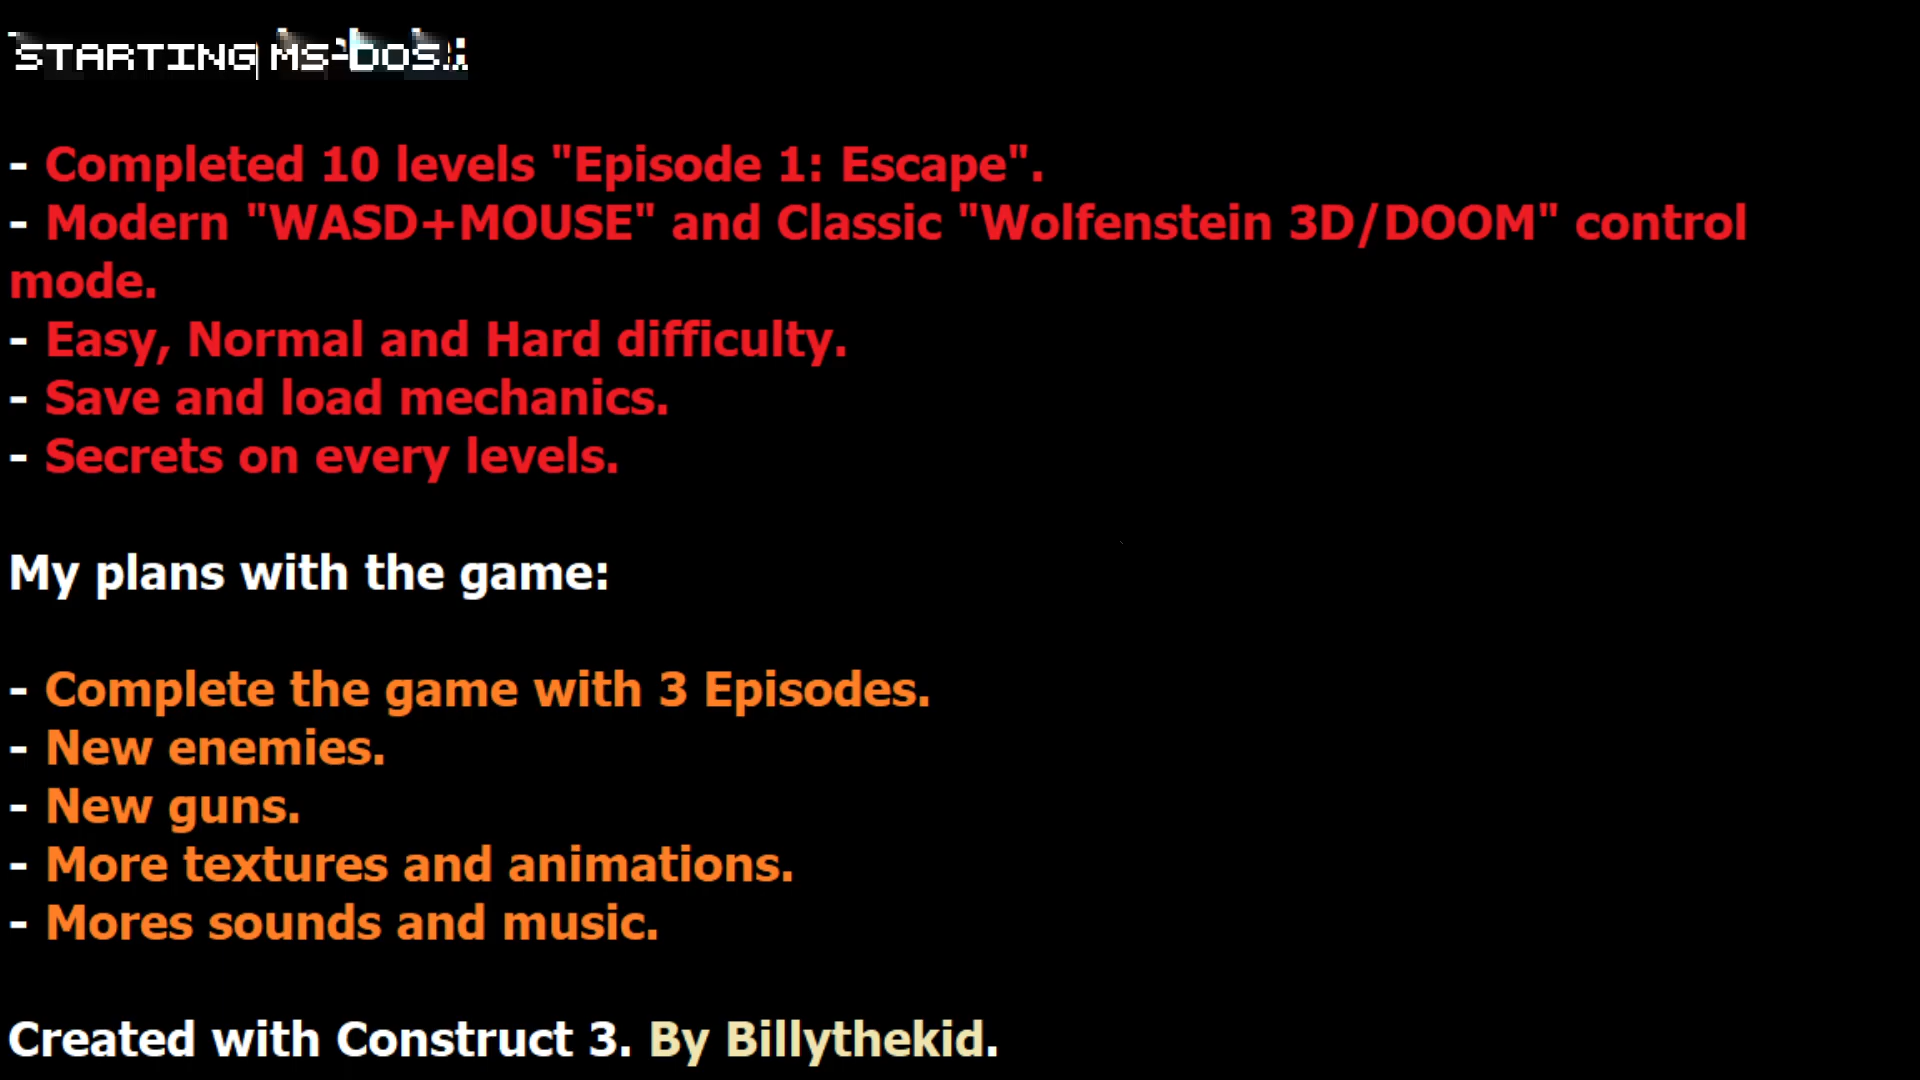 STARTING MS-DOS...
- Completed 10 levels "Episode 1: Escape".
- Modern "WASD+MOUSE" and Classic "Wolfenstein 3D/DOOM" control
mode.
- Easy, Normal and Hard difficulty.
- Save and load mechanics.
- Secrets on every levels.
My plans with the game:
- Complete the game with 3 Episodes.
- New enemies.
- New guns.
- More textures and animations.
- Mores sounds and music.
Created with Construct 3. By Billythekid.